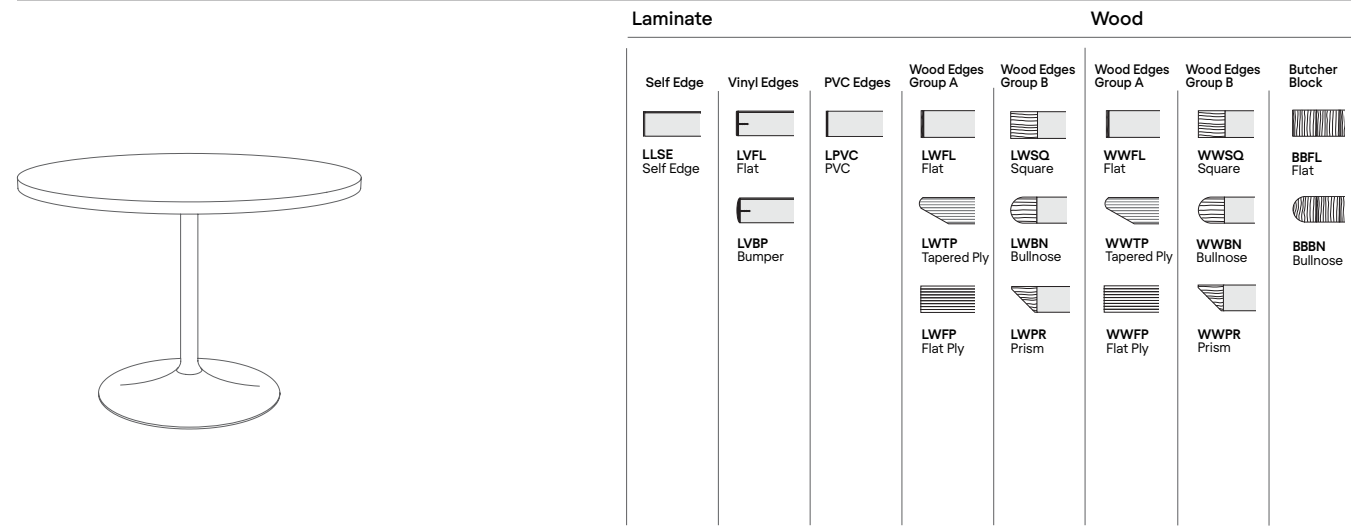 Laminate
Wood
Self Edge
LLSE
Self Edge
Vinyl Edges
LVFL
Flat
LVBP
Bumper
PVC Edges
LPVC
PVC
Wood Edges
Group A
LWFL
Flat
LWTP
Tapered Ply
LWFP
Flat Ply
Wood Edges
Group B
LWSQ
Square
LWBN
Bullnose
LWPR
Prism
Wood Edges
Group A
WWFL
Flat
WWTP
Tapered Ply
WWFP
Flat Ply
Wood Edges
Group B
WWSQ
Square
WWBN
Bullnose
WWPR
Prism
Butcher
Block
BBFL
Flat
BBBN
Bullnose